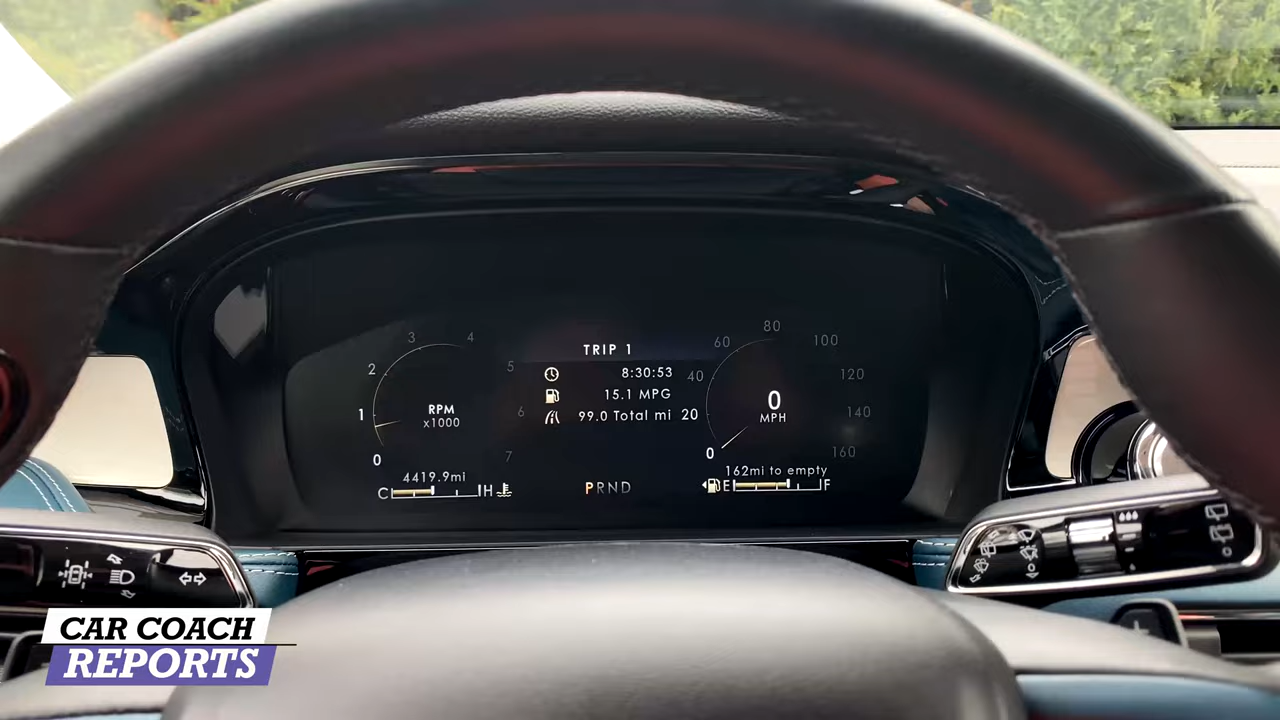 TRIP 1
8:30:53
15.1 MPG
99.0 Total mi
0
1
2
3
4
5
6
7
RPM
x1000
0
20
40
60
80
100
120
140
160
0
MPH
4419.9mi
C H
PRND
162mi to empty
E F
CAR COACH
REPORTS